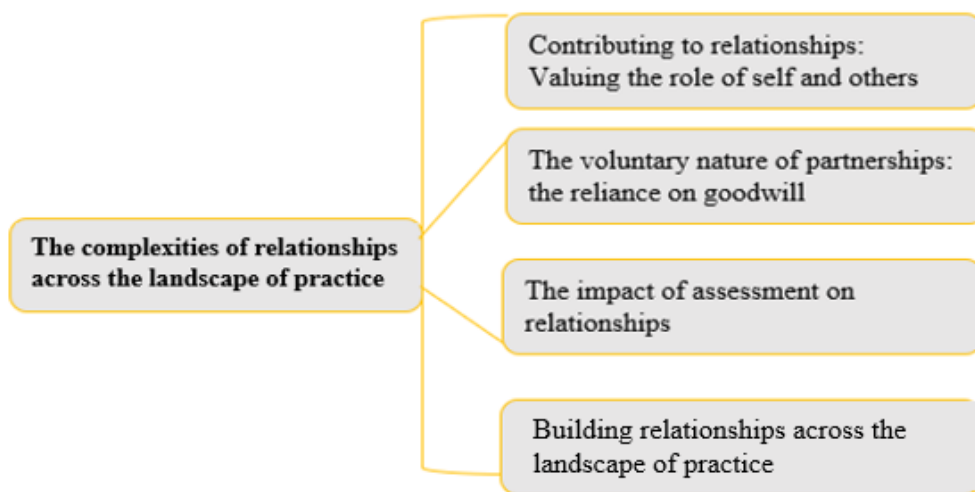 The complexities of relationships
across the landscape of practice
Contributing to relationships:
Valuing the role of self and others
The voluntary nature of partnerships:
the reliance on goodwill
The impact of assessment on
relationships
Building relationships across the
landscape of practice